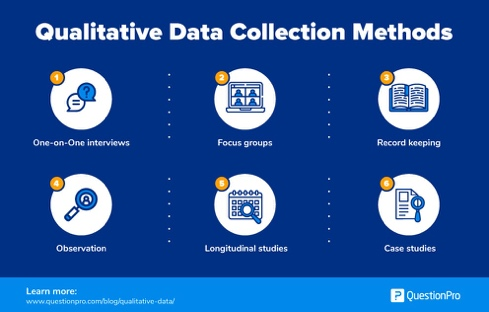 Qualitative Data Collection Methods
1
2
3
?
One-on-One interviews
Focus groups
Record keeping
4
5
6
Observation
Longitudinal studies
Case studies
Learn more:
www.questionpro.com/blog/qualitative-data/
P QuestionPro